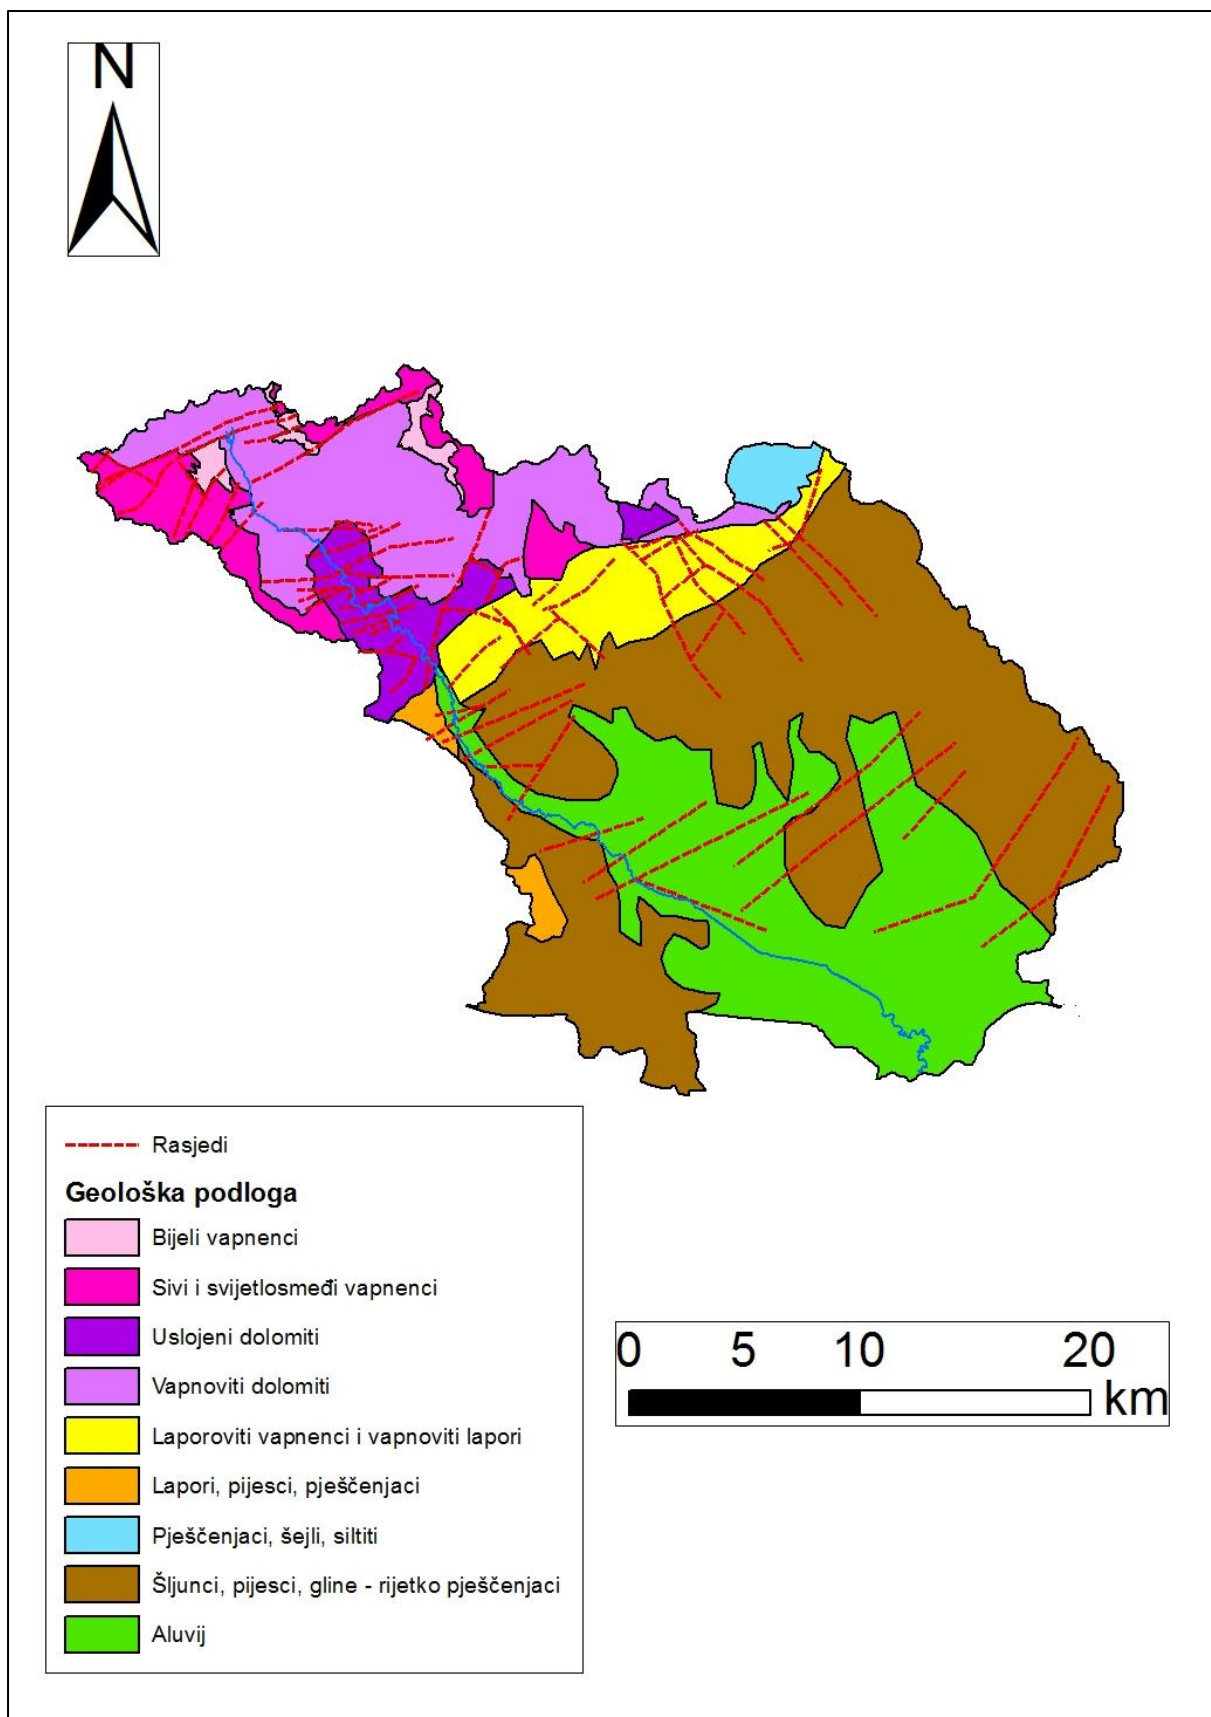 N
Rasjedi
Geološka podloga
Bijeli vapnenci
Sivi i svijetlosmeđi vapnenci
Uslojeni dolomiti
Vapnoviti dolomiti
Laporoviti vapnenci i vapnoviti lapori
Lapori, pijesci, pješčenjaci
Pješčenjaci, šejli, siltiti
Šljunci, pijesci, gline - rijetko pješčenjaci
Aluvij
0 5 10 20
km